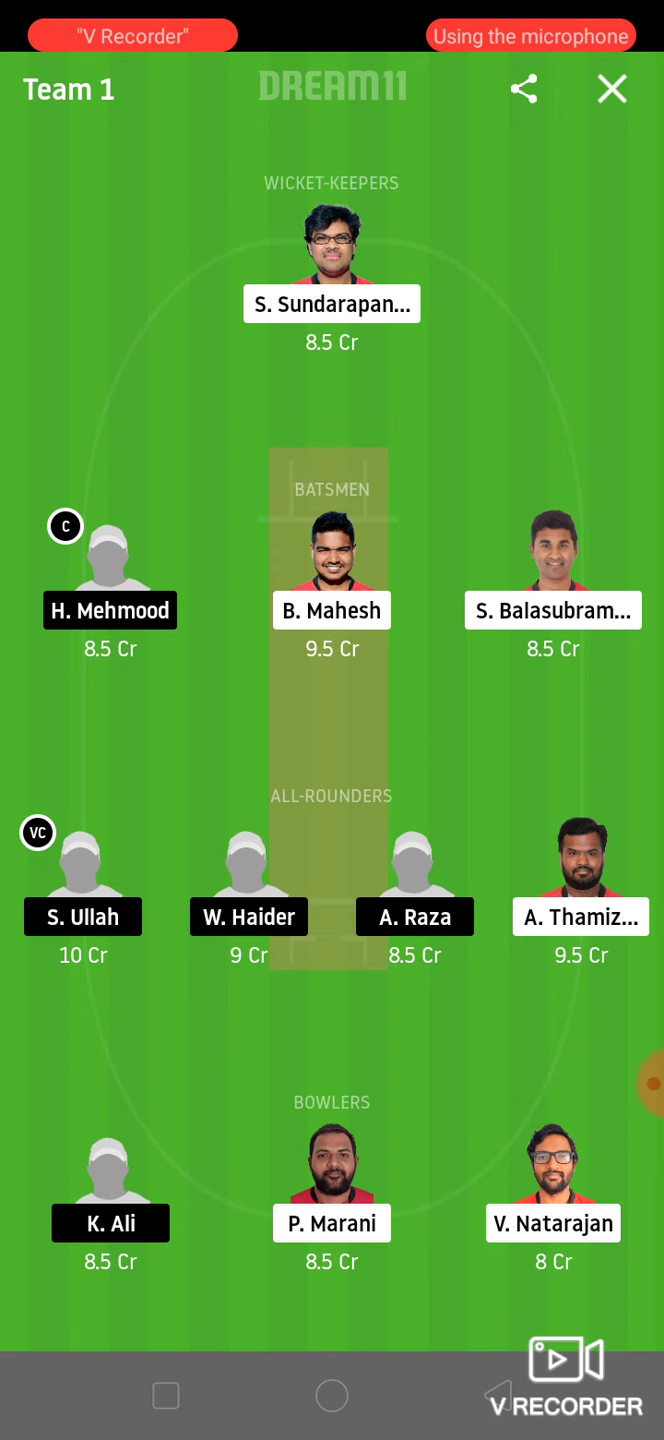 "V Recorder"
Using the microphone
Team 1
DREAM11
WICKET-KEEPERS
S. Sundarapan...
8.5 Cr
BATSMEN
C
H. Mehmood
B. Mahesh
S. Balasubram...
8.5 Cr
9.5 Cr
8.5 Cr
ALL-ROUNDERS
VC
S. Ullah
W. Haider
A. Raza
A. Thamiz...
10 Cr
9 Cr
8.5 Cr
9.5 Cr
BOWLERS
K. Ali
P. Marani
V. Natarajan
8.5 Cr
8.5 Cr
8 Cr
V RECORDER